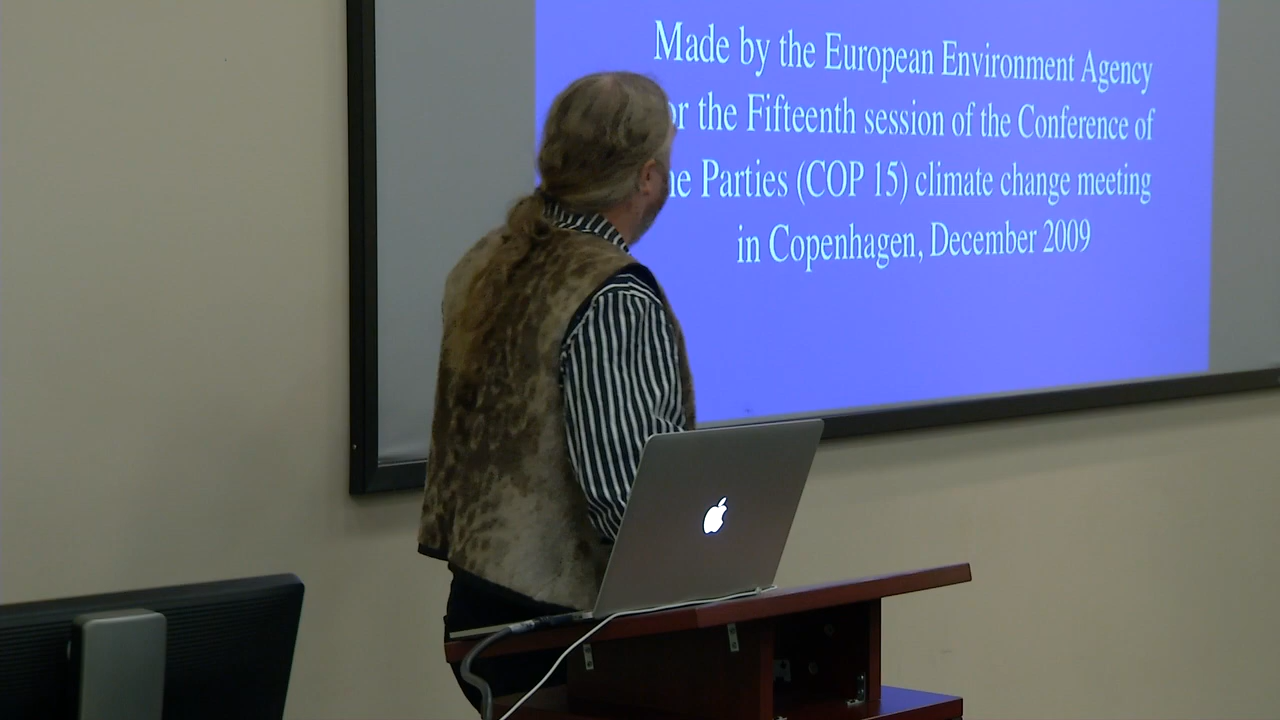 Made by the European Environment Agency
or the Fifteenth session of the Conference of
e Parties (COP 15) climate change meeting
in Copenhagen, December 2009